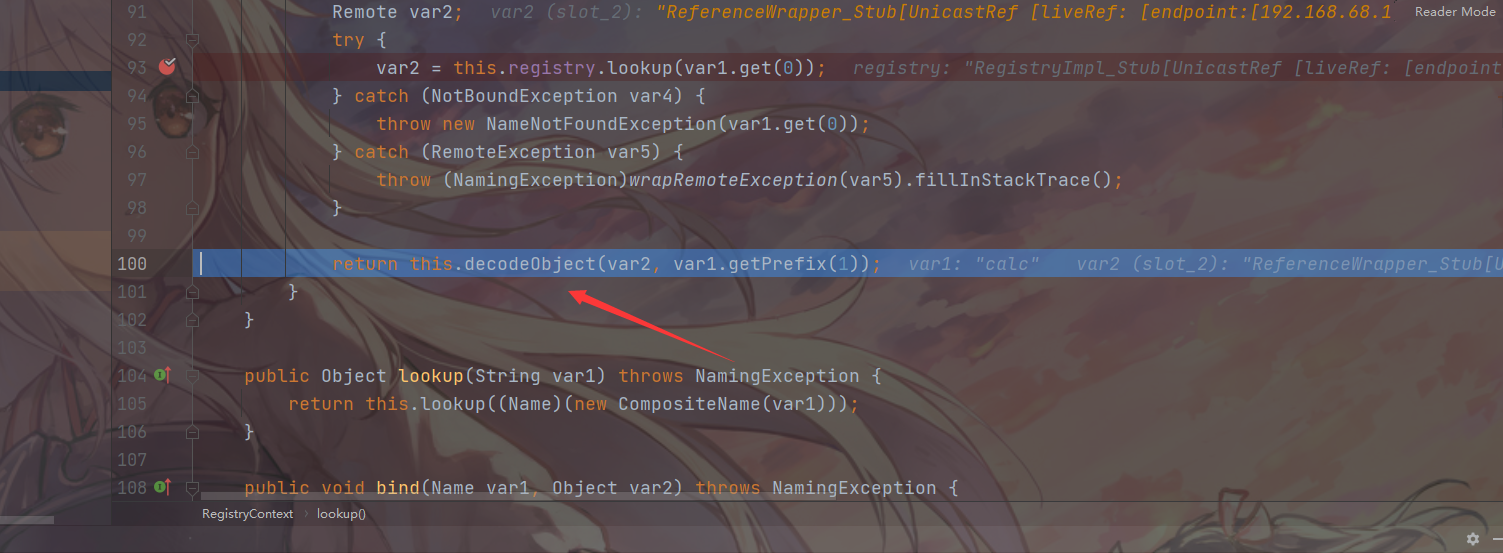 91 Remote var2; var2 (slot_2): "ReferenceWrapper_Stub[UnicastRef [liveRef: [endpoint:[192.168.68.1 Reader Mode
92 try {
93 var2 = this.registry.lookup(var1.get(0)); registry: "RegistryImpl_Stub[UnicastRef [liveRef: [endpoint
94 } catch (NotBoundException var4) {
95 throw new NameNotFoundException(var1.get(0));
96 } catch (RemoteException var5) {
97 throw (NamingException)wrapRemoteException(var5).fillInStackTrace();
98 }
99
100 return this.decodeObject(var2, var1.getPrefix(1)); var1: "calc" var2 (slot_2): "ReferenceWrapper_Stub[U
101 }
102 }
103
104 public Object lookup(String var1) throws NamingException {
105 return this.lookup((Name)(new CompositeName(var1)));
106 }
107
108 public void bind(Name var1, Object var2) throws NamingException {
RegistryContext › lookup()